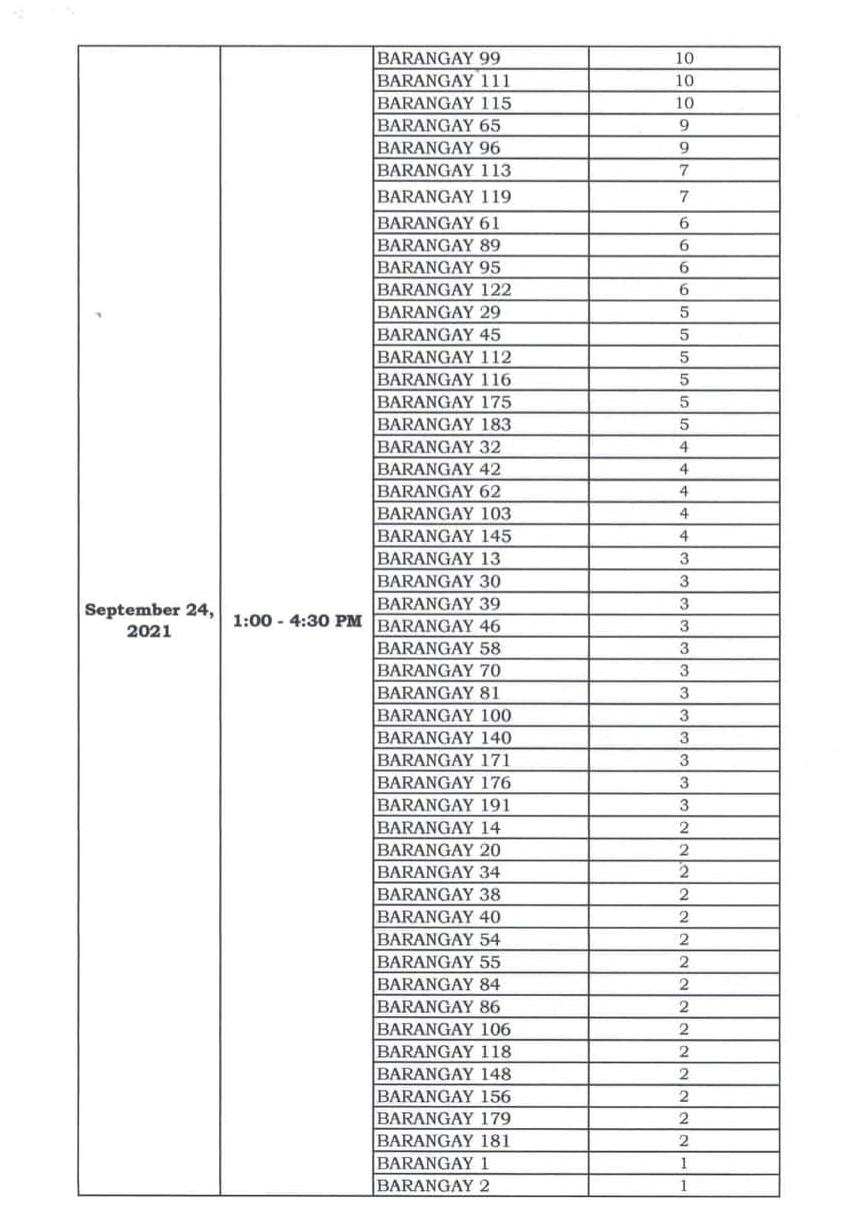 BARANGAY 99 10
BARANGAY 111 10
BARANGAY 115 10
BARANGAY 65 9
BARANGAY 96 9
BARANGAY 113 7
BARANGAY 119 7
BARANGAY 61 6
BARANGAY 89 6
BARANGAY 95 6
BARANGAY 122 6
BARANGAY 29 5
BARANGAY 45 5
BARANGAY 112 5
BARANGAY 116 5
BARANGAY 175 5
BARANGAY 183 5
BARANGAY 32 4
BARANGAY 42 4
BARANGAY 62 4
BARANGAY 103 4
BARANGAY 145 4
BARANGAY 13 3
BARANGAY 30 3
September 24,
2021
1:00 - 4:30 PM
BARANGAY 39 3
BARANGAY 46 3
BARANGAY 58 3
BARANGAY 70 3
BARANGAY 81 3
BARANGAY 100 3
BARANGAY 140 3
BARANGAY 171 3
BARANGAY 176 3
BARANGAY 191 3
BARANGAY 14 2
BARANGAY 20 2
BARANGAY 34 2
BARANGAY 38 2
BARANGAY 40 2
BARANGAY 54 2
BARANGAY 55 2
BARANGAY 84 2
BARANGAY 86 2
BARANGAY 106 2
BARANGAY 118 2
BARANGAY 148 2
BARANGAY 156 2
BARANGAY 179 2
BARANGAY 181 2
BARANGAY 1 1
BARANGAY 2 1